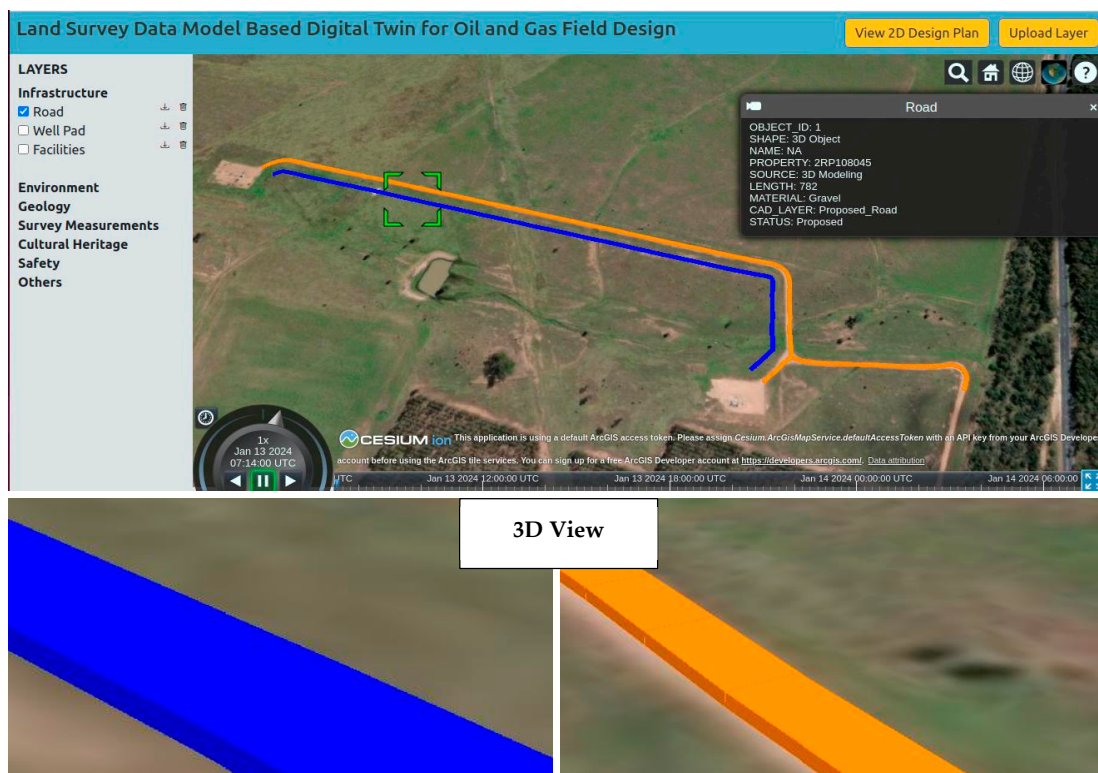 Land Survey Data Model Based Digital Twin for Oil and Gas Field Design
View 2D Design Plan
Upload Layer
LAYERS
Infrastructure
Road
Well Pad
Facilities
Environment
Geology
Survey Measurements
Cultural Heritage
Safety
Others
Road
×
OBJECT_ID: 1
SHAPE: 3D Object
NAME: NA
PROPERTY: 2RP108045
SOURCE: 3D Modeling
LENGTH: 782
MATERIAL: Gravel
CAD_LAYER: Proposed_Road
STATUS: Proposed
?
1x
Jan 13 2024
07:14:00 UTC
CESIUM ion This application is using a default ArcGIS access token. Please assign Cesium.ArcGisMapService.defaultAccessToken with an API key from your ArcGIS Develope
account before using the ArcGIS tile services. You can sign up for a free ArcGIS Developer account at https://developers.arcgis.com/. Data attribution
UTC Jan 13 2024 12:00:00 UTC Jan 13 2024 18:00:00 UTC Jan 14 2024 00:00:00 UTC Jan 14 2024 06:00:00
3D View